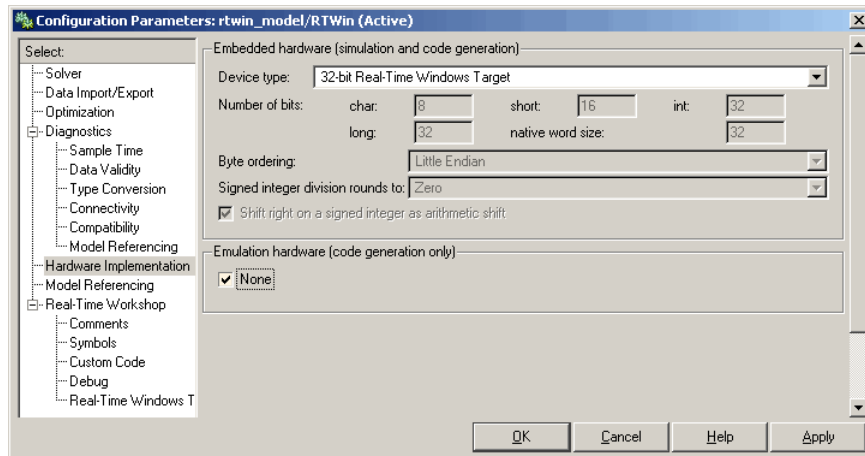 Configuration Parameters: rtwin_model/RTWin (Active)
Select:
Solver
Data Import/Export
Optimization
Diagnostics
Sample Time
Data Validity
Type Conversion
Connectivity
Compatibility
Model Referencing
Hardware Implementation
Model Referencing
Real-Time Workshop
Comments
Symbols
Custom Code
Debug
Real-Time Windows T
Embedded hardware (simulation and code generation)
Device type: 32-bit Real-Time Windows Target
Number of bits: char: 8 short: 16 int: 32
long: 32 native word size: 32
Byte ordering: Little Endian
Signed integer division rounds to: Zero
Shift right on a signed integer as arithmetic shift
Emulation hardware (code generation only)
None
OK Cancel Help Apply